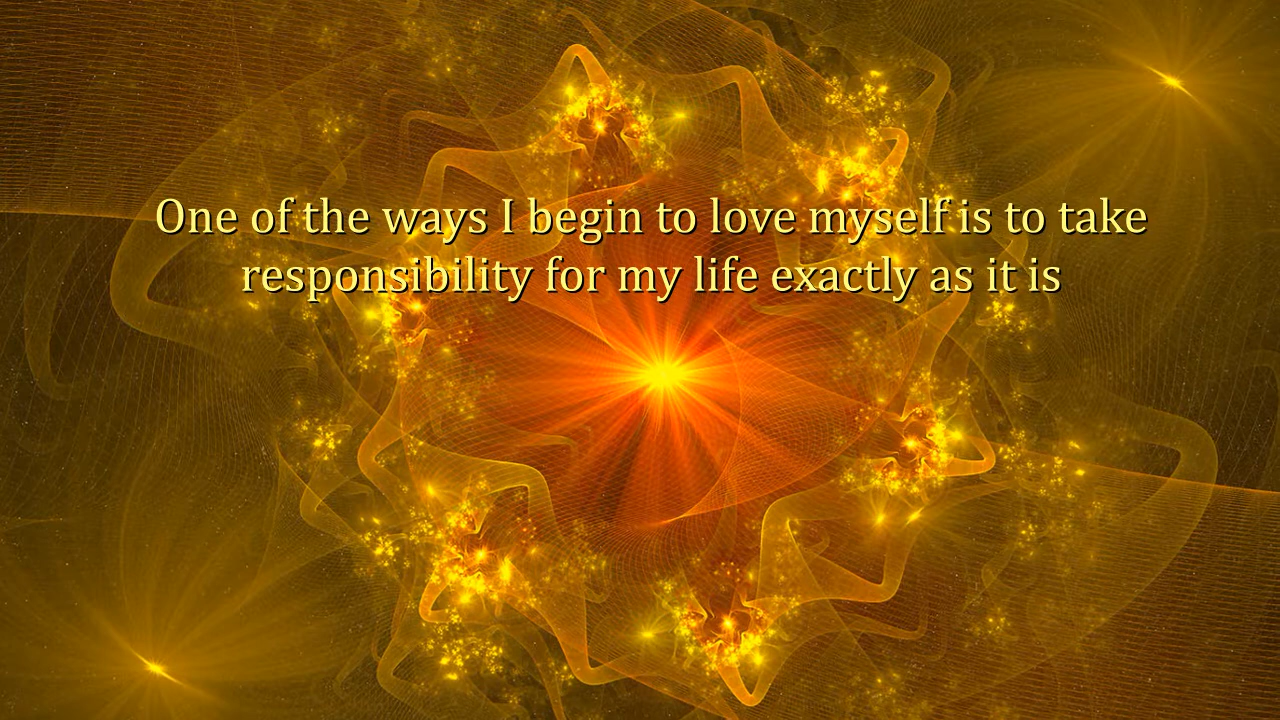 One of the ways I begin to love myself is to take
responsibility for my life exactly as it is